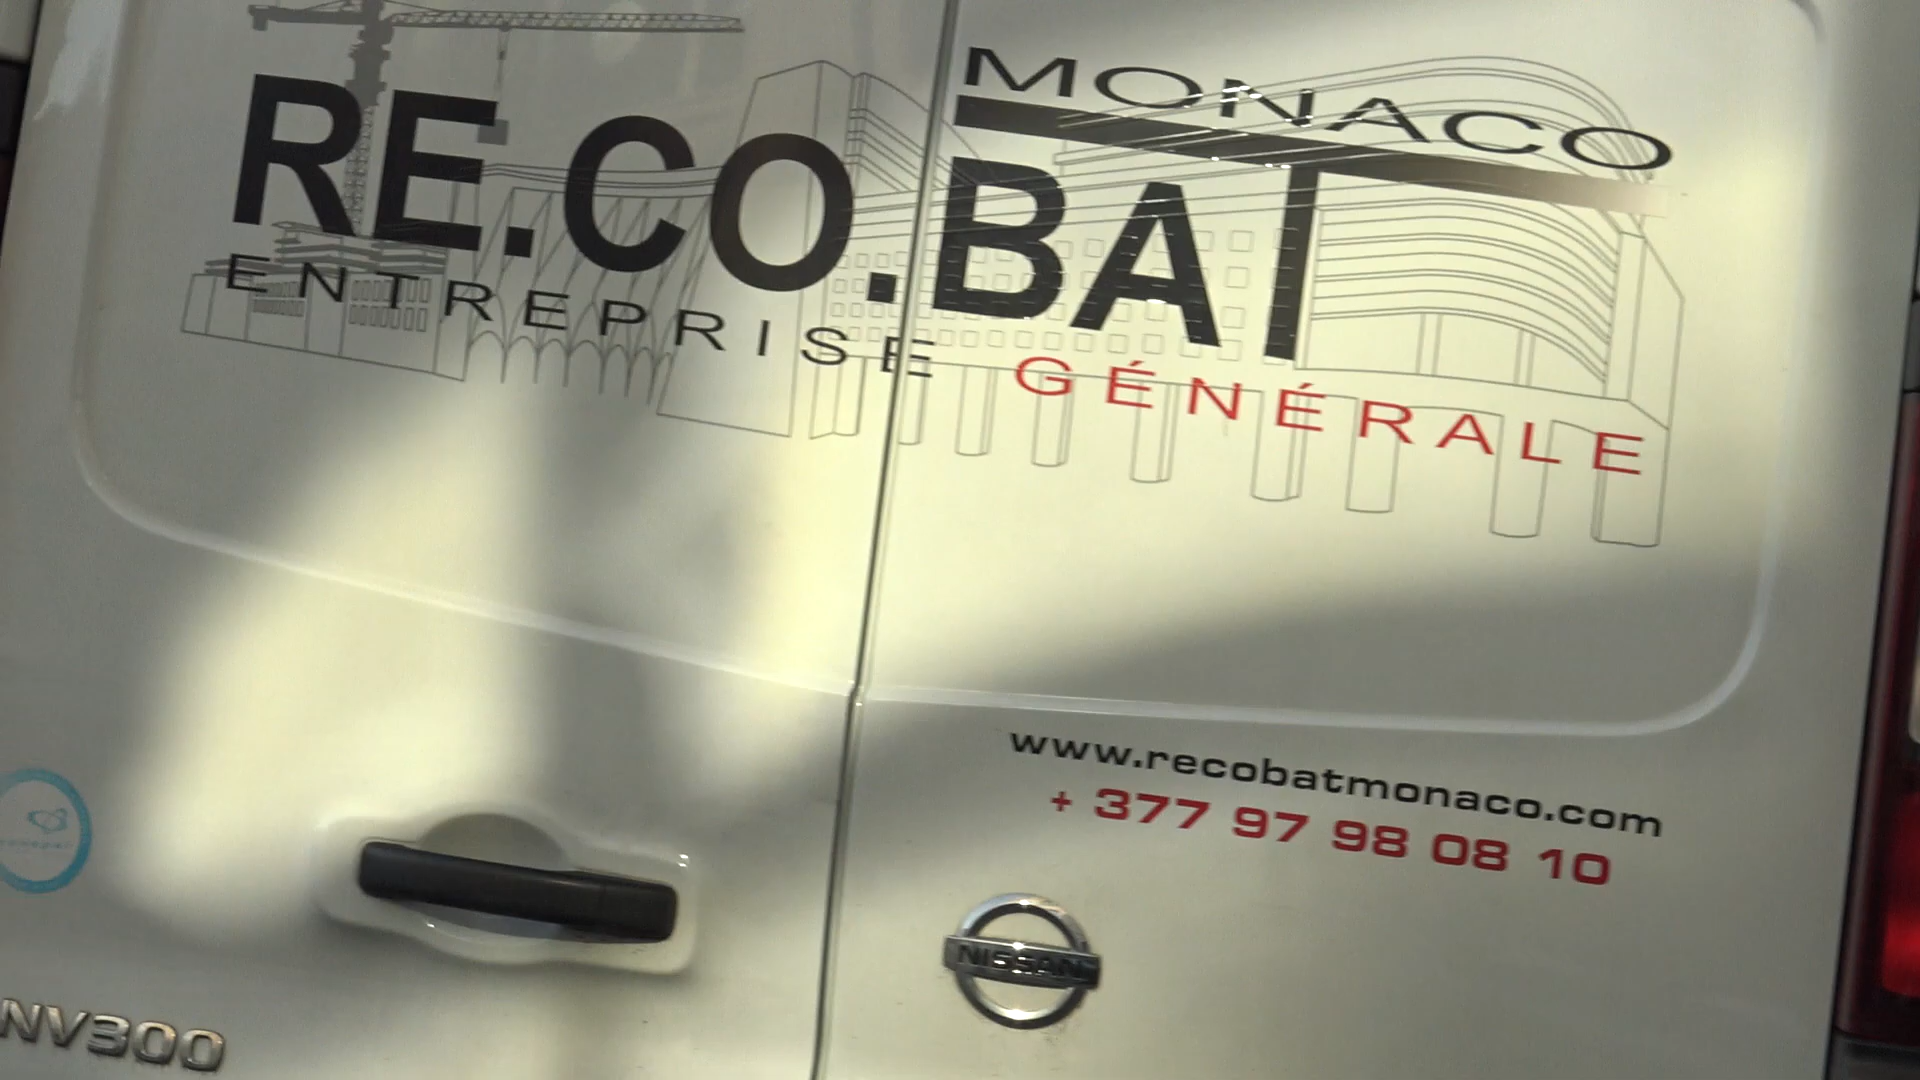 MONACO
RE.CO.BAT
ENTREPRISE GÉNÉRALE
www.recobatmonaco.com
+ 377 97 98 08 10
NISSAN
NV300